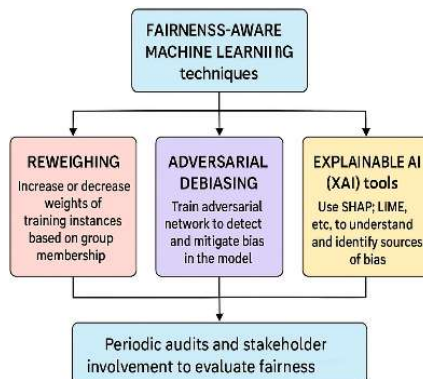 FAIRNENSS-AWARE
MACHINE LEARNIING
techniques
REWEIGHING
Increase or decrease
weights of
training instances
based on group
membership
ADVERSARIAL
DEBIASING
Train adversarial
network to detect
and mitigate bias
in the model
EXPLAINABLE AI
(XAI) tools
Use SHAP; LIME,
etc, to understand
and identify sources
of bias
Periodic audits and stakeholder
involvement to evaluate fairness